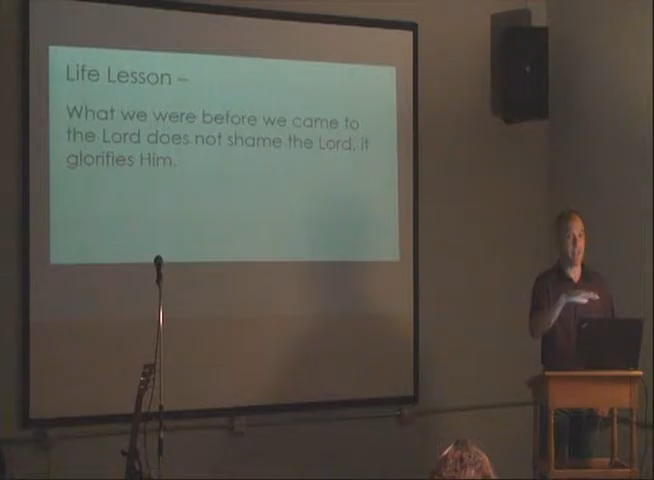 Life Lesson –
What we were before we came to
the Lord does not shame the Lord, it
glorifies Him.